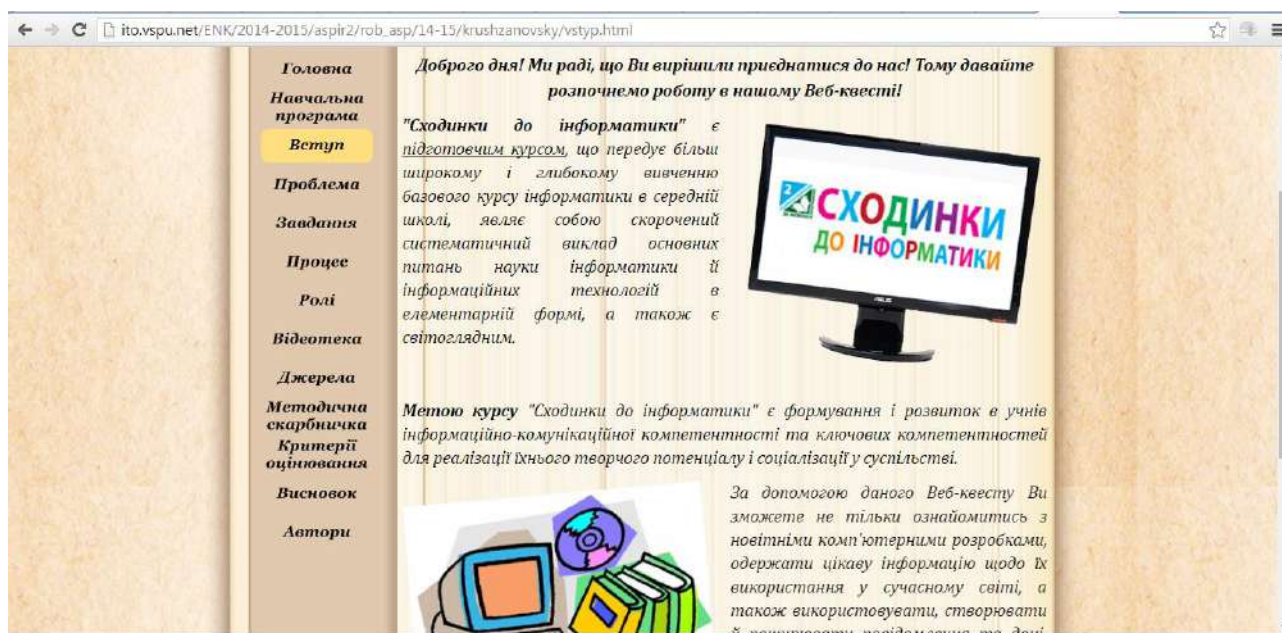 ito.vspu.net/ENK/2014-2015/aspir2/rob_asp/14-15/krushzanovsky/vstyp.html
Головна
Навчальна
програма
Вступ
Проблема
Завдання
Процес
Ролі
Відеотека
Джерела
Методична
скарбничка
Критерії
оцінювання
Висновок
Автори
Доброго дня! Ми раді, що Ви вирішили приєднатися до нас! Тому давайте
розпочнемо роботу в нашому Веб-квесті!
"Сходинки до інформатики" є
підготовчим курсом, що передує більш
широкому і глибокому вивченню
базового курсу інформатики в середній
школі, являє собою скорочений
систематичний виклад основних
питань науки інформатики й
інформаційних технологій в
елементарній формі, а також є
світоглядним.
2
СХОДИНКИ
ДО ІНФОРМАТИКИ
ASUS
Метою курсу "Сходинки до інформатики" є формування і розвиток в учнів
інформаційно-комунікаційної компетентності та ключових компетентностей
для реалізації їхнього творчого потенціалу і соціалізації у суспільстві.
За допомогою даного Веб-квесту Ви
зможете не тільки ознайомитись з
новітніми комп'ютерними розробками,
одержати цікаву інформацію щодо їх
використання у сучасному світі, а
також використовувати, створювати
й поширювати повідомлення та дані